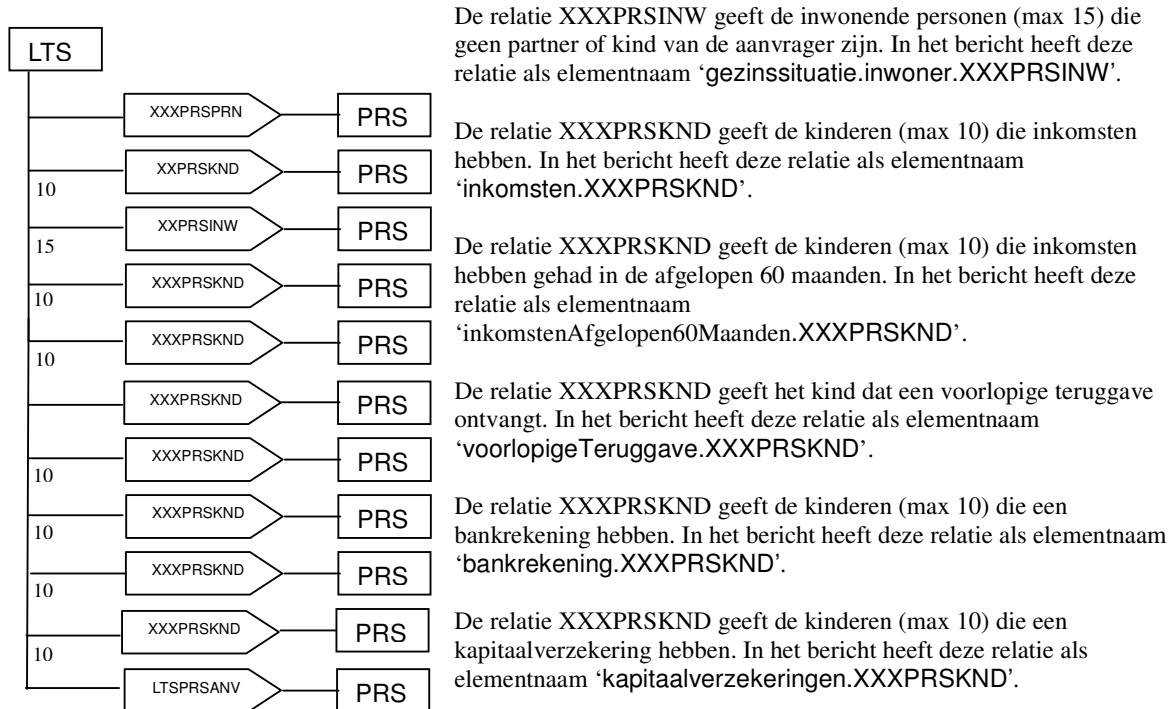 LTS
XXXPRSPRN PRS
XXPRSKND PRS
10
XXPRSINW PRS
15
XXXPRSKND PRS
10
XXXPRSKND PRS
10
XXXPRSKND PRS
XXXPRSKND PRS
10
XXXPRSKND PRS
10
XXXPRSKND PRS
10
XXXPRSKND PRS
10
LTSPRSANV PRS
De relatie XXXPRSINW geeft de inwonende personen (max 15) die
geen partner of kind van de aanvrager zijn. In het bericht heeft deze
relatie als elementnaam ‘gezinssituatie.inwoner.XXXPRSINW’.
De relatie XXXPRSKND geeft de kinderen (max 10) die inkomsten
hebben. In het bericht heeft deze relatie als elementnaam
‘inkomsten.XXXPRSKND’.
De relatie XXXPRSKND geeft de kinderen (max 10) die inkomsten
hebben gehad in de afgelopen 60 maanden. In het bericht heeft deze
relatie als elementnaam
‘inkomstenAfgelopen60Maanden.XXXPRSKND’.
De relatie XXXPRSKND geeft het kind dat een voorlopige teruggave
ontvangt. In het bericht heeft deze relatie als elementnaam
‘voorlopigeTeruggave.XXXPRSKND’.
De relatie XXXPRSKND geeft de kinderen (max 10) die een
bankrekening hebben. In het bericht heeft deze relatie als elementnaam
‘bankrekening.XXXPRSKND’.
De relatie XXXPRSKND geeft de kinderen (max 10) die een
kapitaalverzekering hebben. In het bericht heeft deze relatie als
elementnaam ‘kapitaalverzekeringen.XXXPRSKND’.